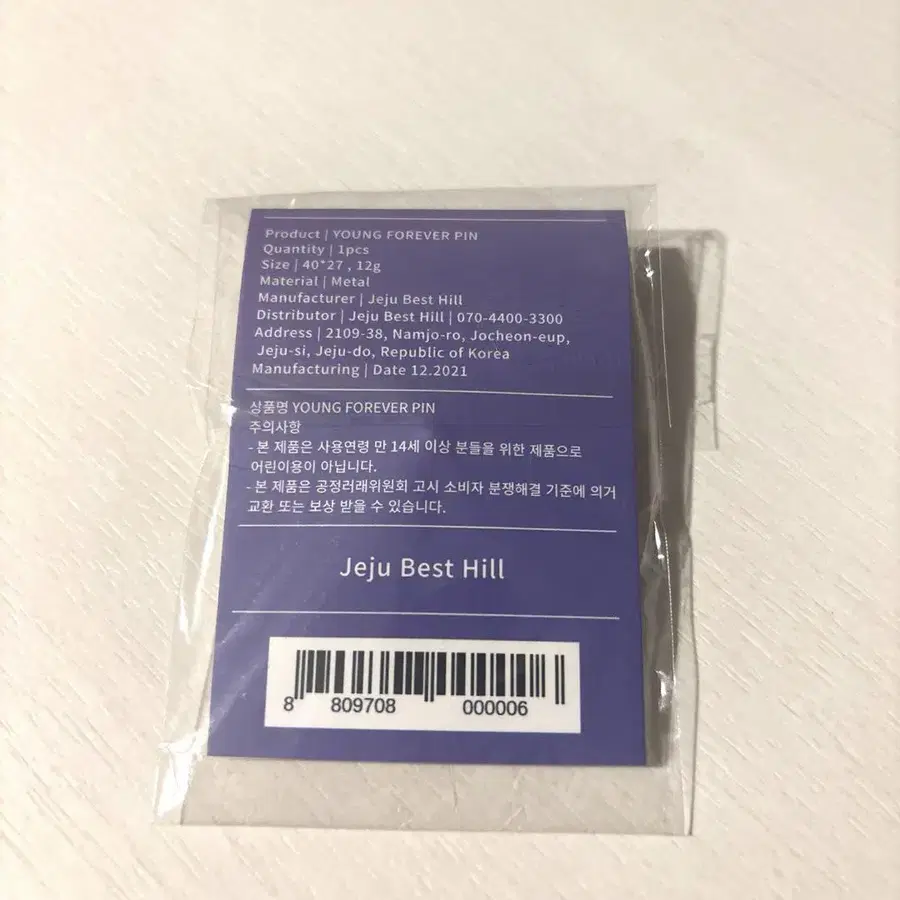 Product | YOUNG FOREVER PIN
Quantity | 1pcs
Size | 40*27 , 12g
Material | Metal
Manufacturer | Jeju Best Hill
Distributor | Jeju Best Hill | 070-4400-3300
Address | 2109-38, Namjo-ro, Jocheon-eup,
Jeju-si, Jeju-do, Republic of Korea
Manufacturing | Date 12.2021
상품명 YOUNG FOREVER PIN
주의사항
- 본 제품은 사용연령 만 14세 이상 분들을 위한 제품으로
어린이용이 아닙니다.
- 본 제품은 공정러래위원회 고시 소비자 분쟁해결 기준에 의거
교환 또는 보상 받을 수 있습니다.
Jeju Best Hill
8 809708 000006